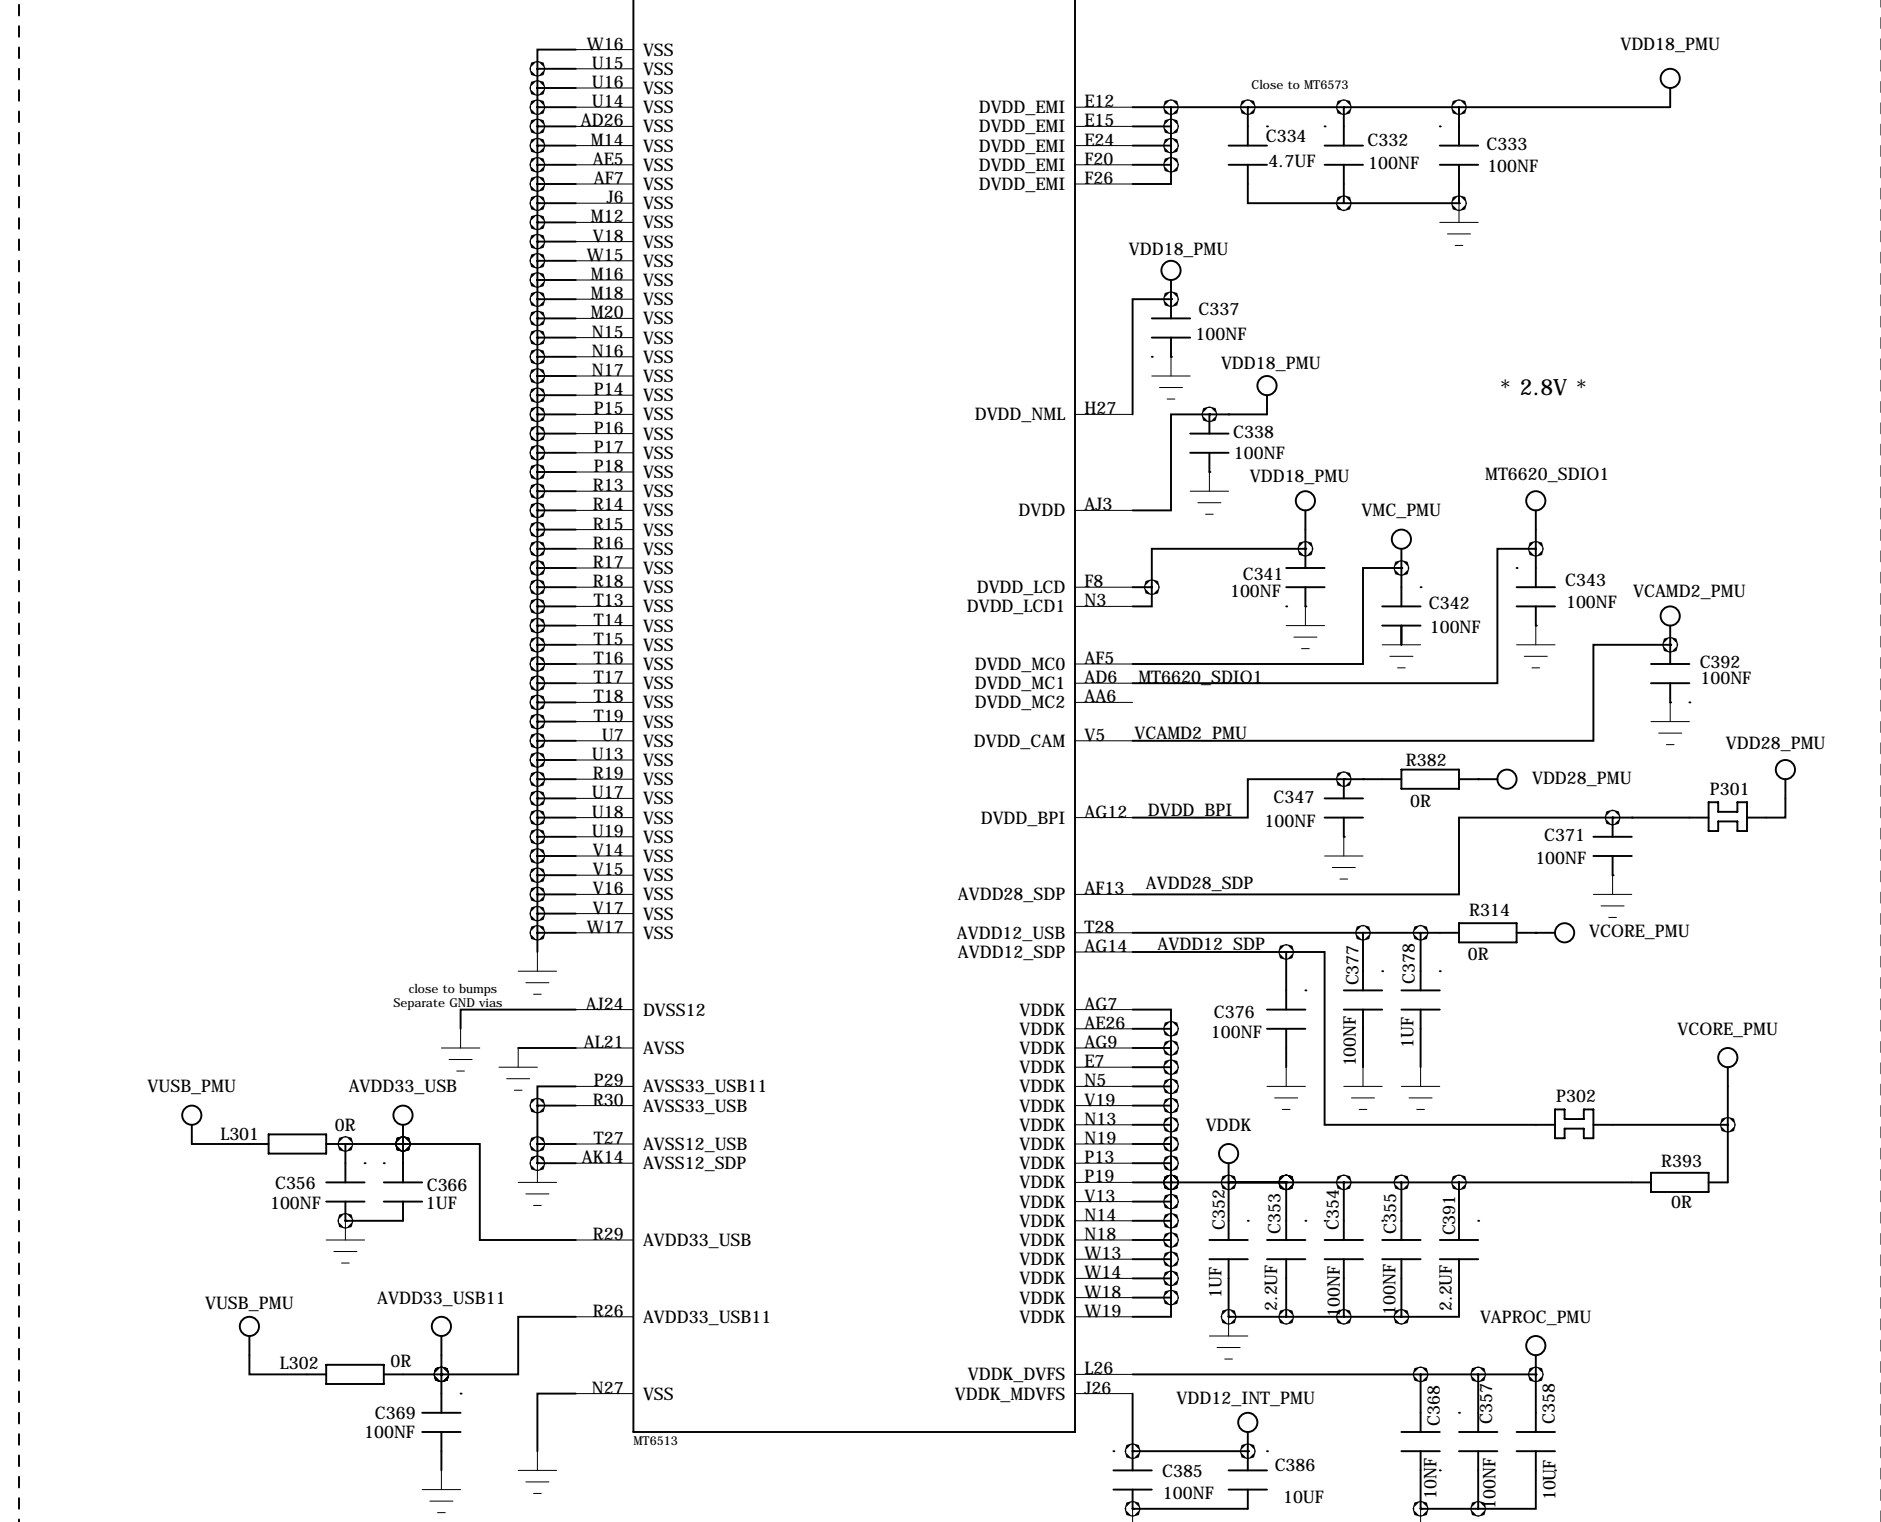 W16 VSS
U15 VSS
U16 VSS
U14 VSS
AD26 VSS
M14 VSS
AE5 VSS
AF7 VSS
J6 VSS
M12 VSS
V18 VSS
W15 VSS
M16 VSS
M18 VSS
M20 VSS
N15 VSS
N16 VSS
N17 VSS
P14 VSS
P15 VSS
P16 VSS
P17 VSS
P18 VSS
R13 VSS
R14 VSS
R15 VSS
R16 VSS
R17 VSS
R18 VSS
T13 VSS
T14 VSS
T15 VSS
T16 VSS
T17 VSS
T18 VSS
T19 VSS
U7 VSS
U13 VSS
R19 VSS
U17 VSS
U18 VSS
U19 VSS
V14 VSS
V15 VSS
V16 VSS
V17 VSS
W17 VSS
close to bumps
Separate GND vias
AJ24 DVSS12
AL21 AVSS
P29 AVSS33_USB11
R30 AVSS33_USB
T27 AVSS12_USB
AK14 AVSS12_SDP
VUSB_PMU
AVDD33_USB
L301
0R
C356
100NF
C366
1UF
R29 AVDD33_USB
VUSB_PMU
AVDD33_USB11
R26 AVDD33_USB11
L302
0R
C369
100NF
N27 VSS
MT6513
VDD18_PMU
Close to MT6573
DVDD_EMI E12
DVDD_EMI E15
DVDD_EMI E24
DVDD_EMI F20
DVDD_EMI F26
C334
4.7UF
C332
100NF
C333
100NF
VDD18_PMU
C337
100NF
VDD18_PMU
* 2.8V *
DVDD_NML H27
C338
100NF
VDD18_PMU
MT6620_SDIO1
DVDD AJ3
VMC_PMU
C341
100NF
DVDD_LCD F8
DVDD_LCD1 N3
C342
100NF
C343
100NF
VCAMD2_PMU
DVDD_MC0 AF5
DVDD_MC1 AD6 MT6620_SDIO1
DVDD_MC2 AA6
C392
100NF
DVDD_CAM V5 VCAMD2_PMU
VDD28_PMU
R382
0R
VDD28_PMU
P301
C347
100NF
DVDD_BPI AG12 DVDD_BPI
C371
100NF
AVDD28_SDP AF13 AVDD28_SDP
R314
0R
VCORE_PMU
AVDD12_USB T28
AVDD12_SDP AG14 AVDD12_SDP
C377
100NF
C378
1UF
C376
100NF
VCORE_PMU
P302
VDDK AG7
VDDK AE26
VDDK AG9
VDDK E7
VDDK N5
VDDK V19
VDDK N13
VDDK N19
VDDK P13
VDDK P19
VDDK V13
VDDK N14
VDDK N18
VDDK W13
VDDK W14
VDDK W18
VDDK W19
VDDK
R393
0R
C352
1UF
C353
2.2UF
C354
100NF
C355
100NF
C391
2.2UF
VAPROC_PMU
VDDK_DVFS L26
VDDK_MDVFS J26
VDD12_INT_PMU
C385
100NF
C386
10UF
C368
10NF
C357
100NF
C358
10UF